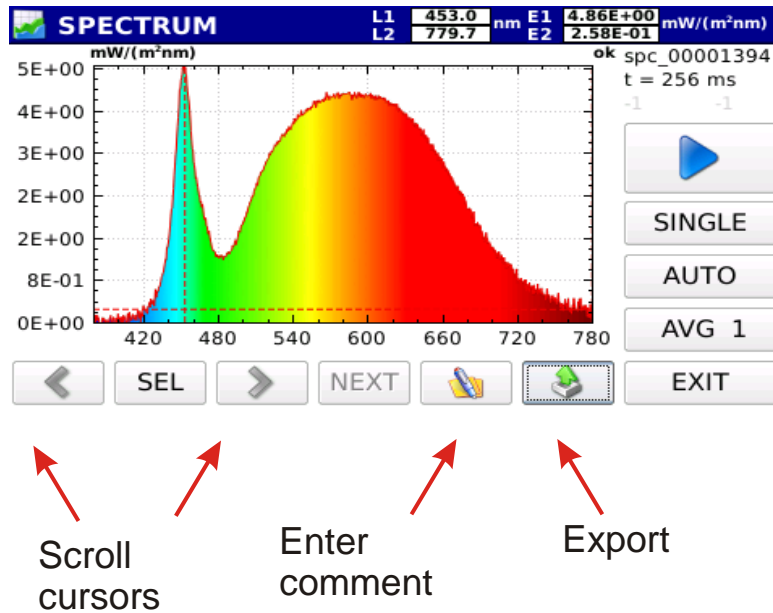 SPECTRUM
L1 453.0 nm E1 4.86E+00 mW/(m²nm)
L2 779.7 E2 2.58E-01
mW/(m²nm)
ok
spc_00001394
t = 256 ms
-1 -1
5E+00
4E+00
3E+00
2E+00
2E+00
8E-01
0E+00
420 480 540 600 660 720 780
SINGLE
AUTO
AVG 1
SEL NEXT EXIT
Scroll
cursors
Enter
comment
Export